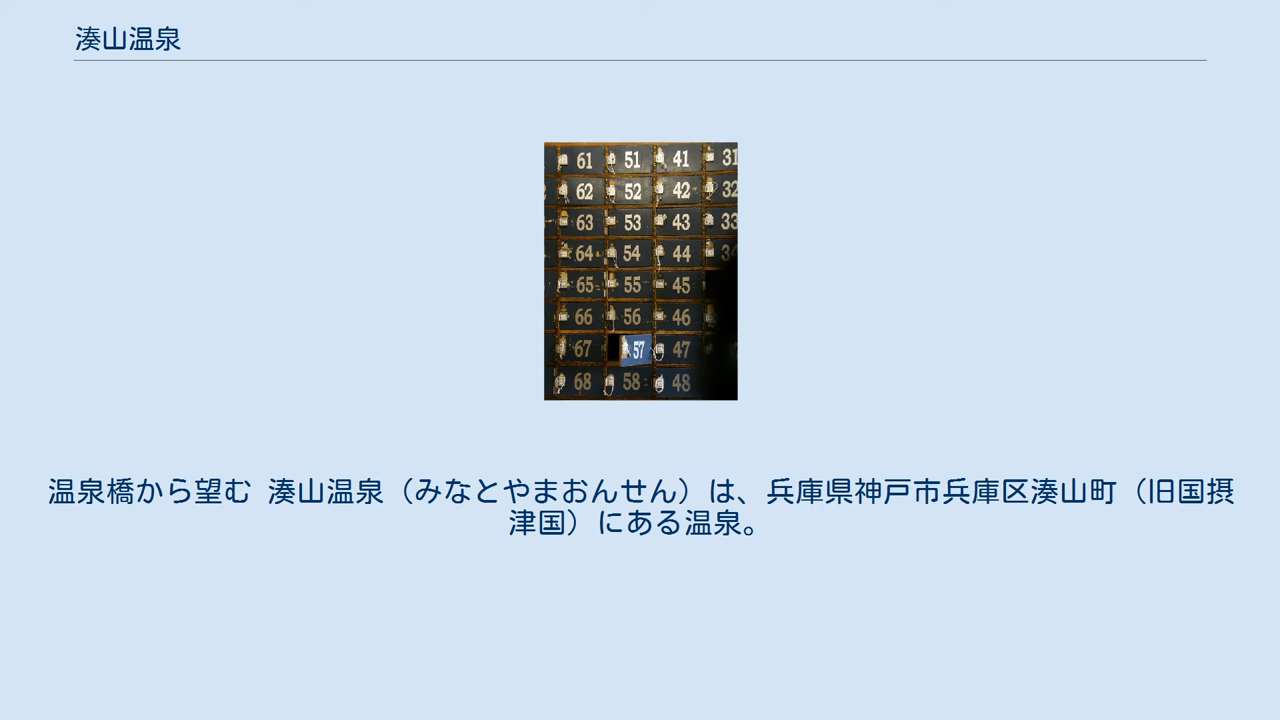 湊山温泉
61 51 41 31
62 52 42 32
63 53 43 33
64 54 44 34
65 55 45
66 56 46
67 57 47
68 58 48
温泉橋から望む 湊山温泉（みなとやまおんせん）は、兵庫県神戸市兵庫区湊山町（旧国摂
津国）にある温泉。